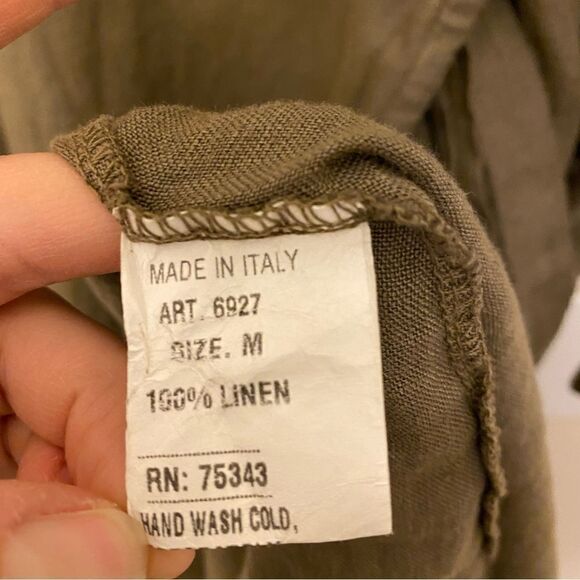 MADE IN ITALY
ART. 6927
SIZE. M
100% LINEN
RN: 75343
HAND WASH COLD,